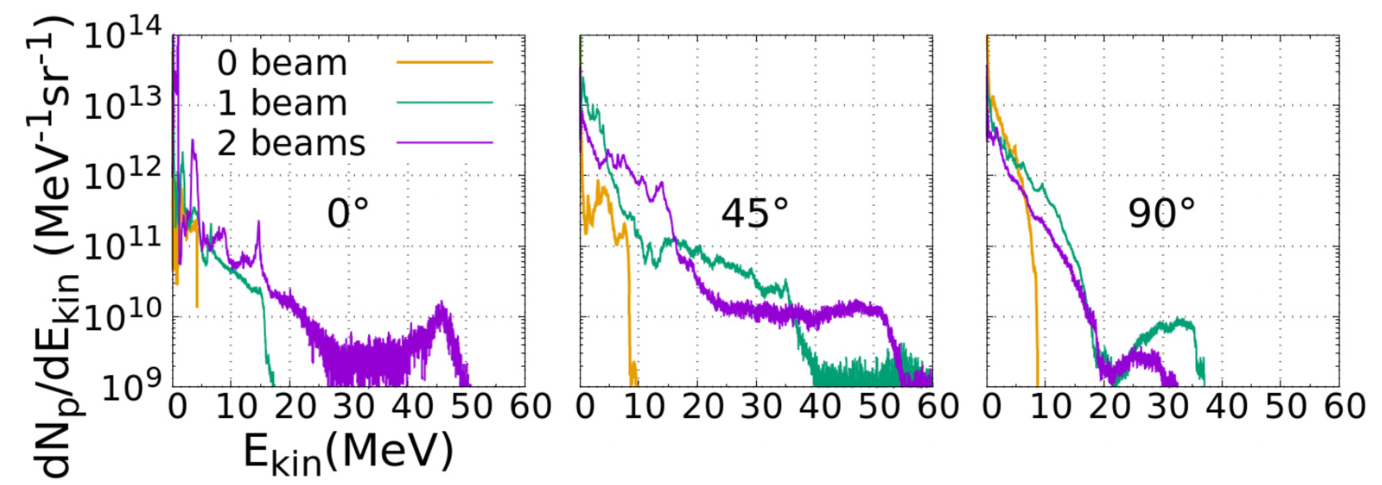 dN_p/dE_kin (MeV^-1sr^-1)
10^14
10^13
10^12
10^11
10^10
10^9
0 beam
1 beam
2 beams
0°
45°
90°
0 10 20 30 40 50 60
0 10 20 30 40 50 60
0 10 20 30 40 50 60
E_kin(MeV)